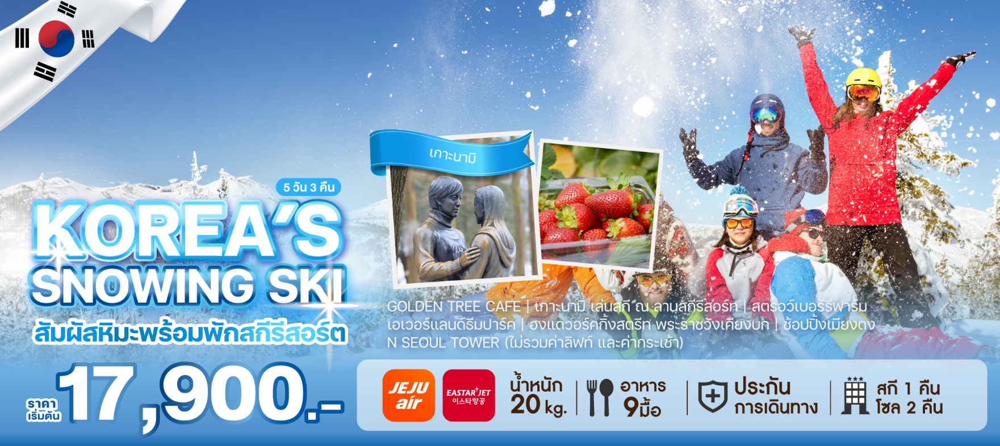 5 วัน 3 คืน
KOREA'S
SNOWING SKI
สัมผัสหิมะพร้อมพักสกีรีสอร์ต
ราคา
เริ่มต้น
17,900.-
เกาะนามิ
GOLDEN TREE CAFE | เกาะนามิ เล่นสกี ณ ลานสกีรีสอร์ท | สตรอว์เบอร์รีฟาร์ม
เอเวอร์แลนด์ธีมปาร์ค | ฮงแดวอร์คกิ้งสตรีท พระราชวังเคียงบก | ช้อปปิ้งเมียงดง
N SEOUL TOWER (ไม่รวมค่าลิฟท์ และค่ากระเช้า)
JEJU
air
EASTAR JET
이스타항공
น้ำหนัก
20 kg.
อาหาร
9มื้อ
ประกัน
การเดินทาง
สกี 1 คืน
โซล 2 คืน